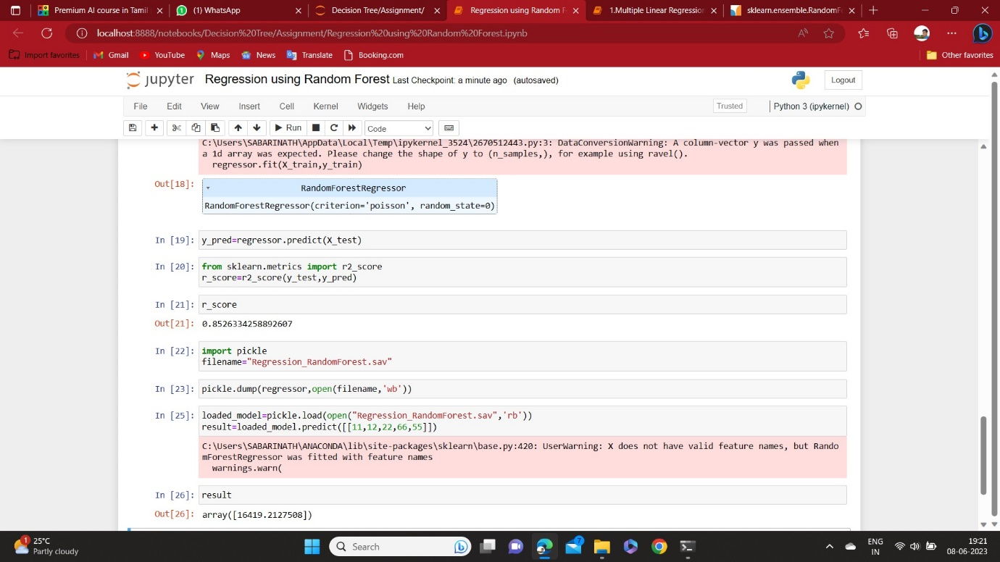 Premium AI course in Tamil
(1) WhatsApp
Decision Tree/Assignment/
Regression using Random F
1.Multiple Linear Regression
sklearn.ensemble.RandomF
localhost:8888/notebooks/Decision%20Tree/Assignment/Regression%20using%20Random%20Forest.ipynb
Import favorites
Gmail
YouTube
Maps
News
Translate
Booking.com
Other favorites
jupyter Regression using Random Forest Last Checkpoint: a minute ago (autosaved)
Logout
File Edit View Insert Cell Kernel Widgets Help
Trusted
Python 3 (ipykernel)
Run
Code
C:\Users\SABARINATH\AppData\Local\Temp\ipykernel_3524\2670512443.py:3: DataConversionWarning: A column-vector y was passed when
a 1d array was expected. Please change the shape of y to (n_samples,), for example using ravel().
regressor.fit(X_train,y_train)
Out[18]:
RandomForestRegressor
RandomForestRegressor(criterion='poisson', random_state=0)
In [19]: y_pred=regressor.predict(X_test)
In [20]: from sklearn.metrics import r2_score
r_score=r2_score(y_test,y_pred)
In [21]: r_score
Out[21]: 0.8526334258892607
In [22]: import pickle
filename="Regression_RandomForest.sav"
In [23]: pickle.dump(regressor,open(filename,'wb'))
In [25]: loaded_model=pickle.load(open("Regression_RandomForest.sav",'rb'))
result=loaded_model.predict([[11,12,22,66,55]])
C:\Users\SABARINATH\ANACONDA\lib\site-packages\sklearn\base.py:420: UserWarning: X does not have valid feature names, but Rando
mForestRegressor was fitted with feature names
warnings.warn(
In [26]: result
Out[26]: array([16419.2127508])
1
25°C
Partly cloudy
Search
7
ENG
IN
19:21
08-06-2023